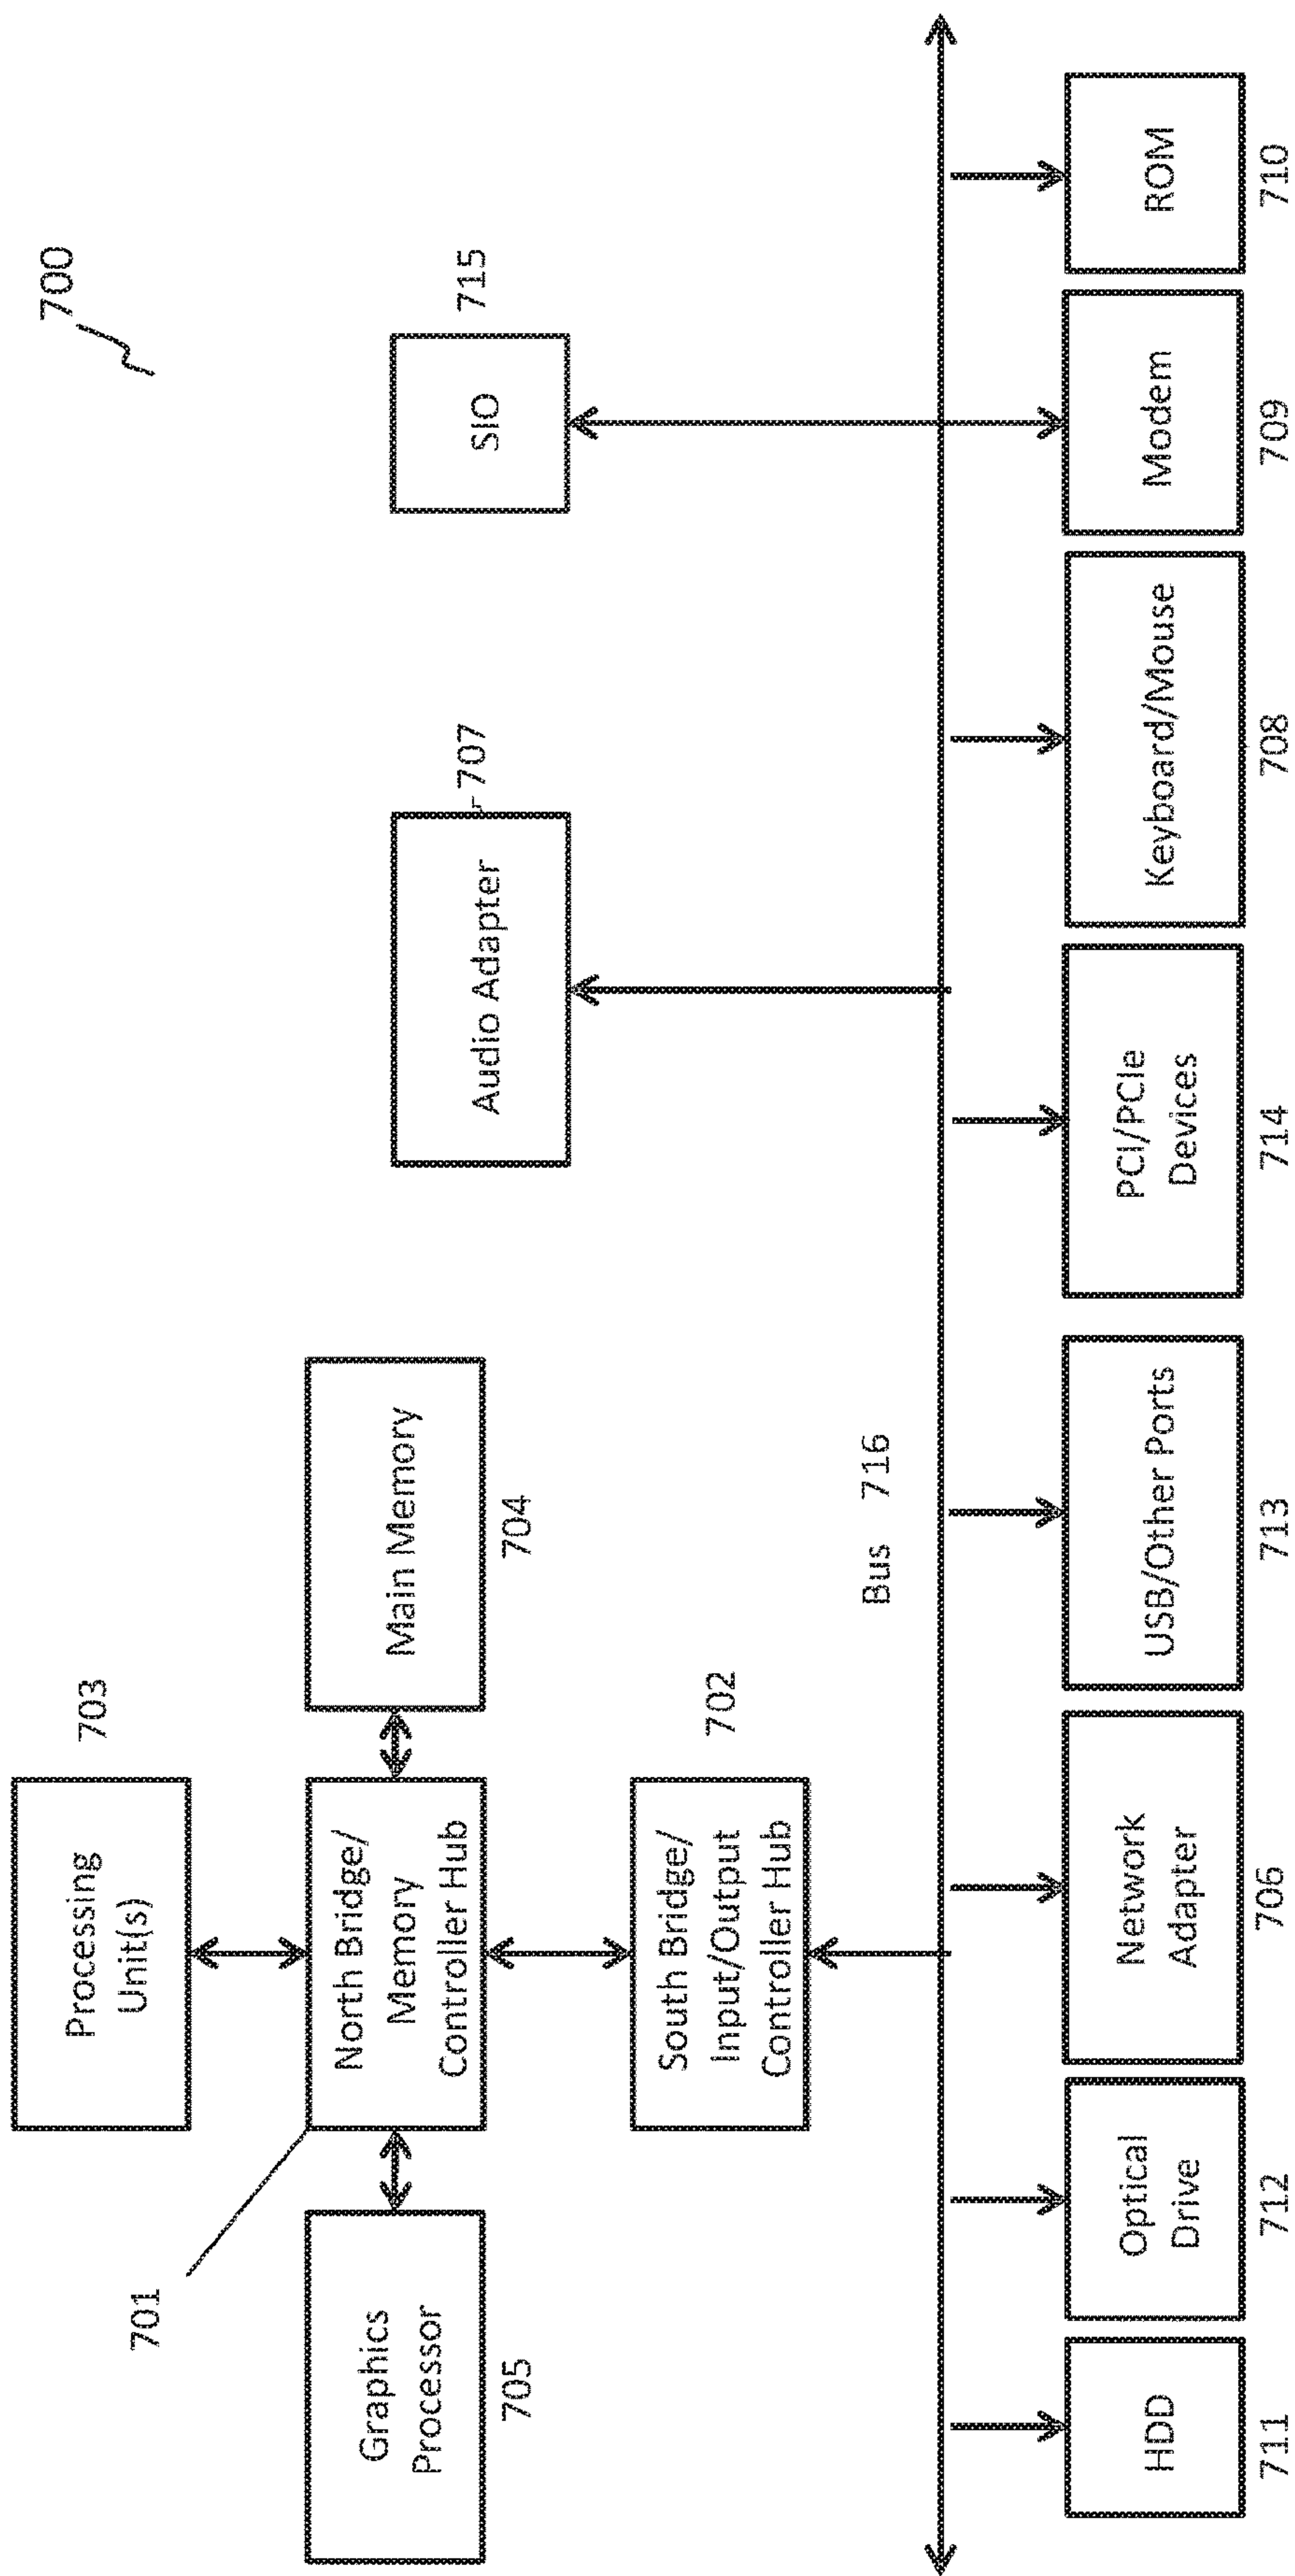 700
Processing
Unit(s)
703
701
Graphics
Processor
705
North Bridge/
Memory
Controller Hub
Main Memory
704
Audio Adapter
707
SIO
715
South Bridge/
Input/Output
Controller Hub
702
Bus 716
HDD
711
Optical
Drive
712
Network
Adapter
706
USB/Other Ports
713
PCI/PCIe
Devices
714
Keyboard/Mouse
708
Modem
709
ROM
710